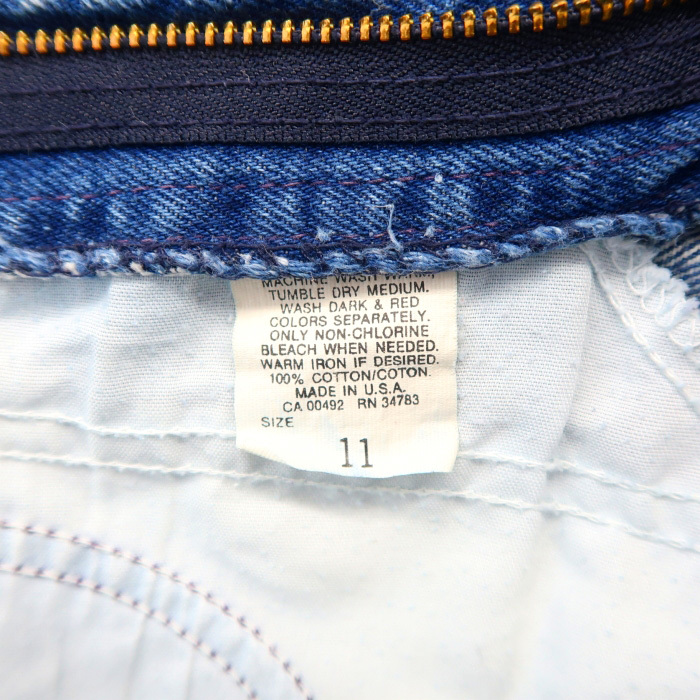 MACHINE WASH WARM,
TUMBLE DRY MEDIUM.
WASH DARK & RED
COLORS SEPARATELY.
ONLY NON-CHLORINE
BLEACH WHEN NEEDED.
WARM IRON IF DESIRED.
100% COTTON/COTON.
MADE IN U.S.A.
CA 00492 RN 34783
SIZE
11